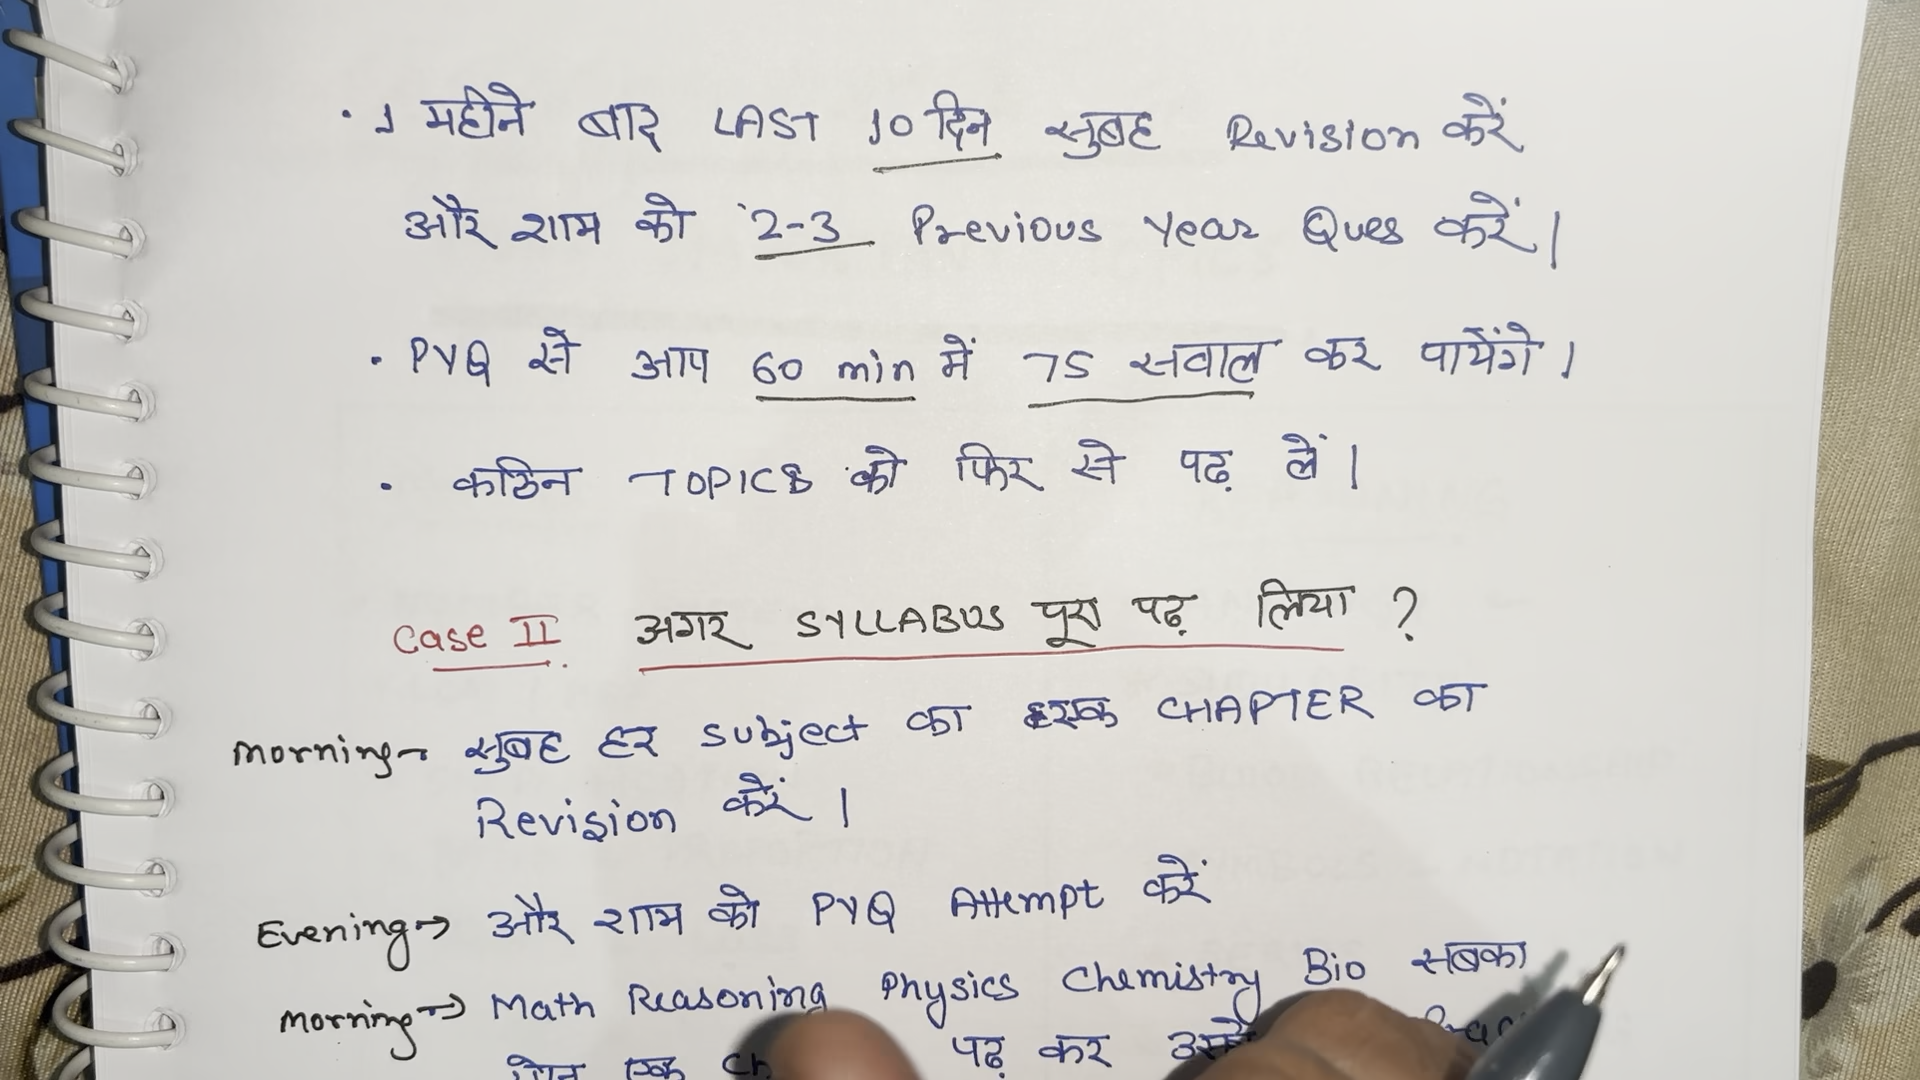 · 1 महीने बाद LAST 10 दिन सुबह Revision करें
और शाम को 2-3 Previous Year Ques करें।
· PYQ से आप 60 min में 75 सवाल कर पायेंगे।
· कठिन TOPICS को फिर से पढ़ लें।
Case II अगर SYLLABUS पूरा पढ़ लिया ?
Morning→ सुबह हर subject का CHAPTER का
Revision करें।
Evening→ और शाम को PYQ Attempt करें
Morning→ Math Reasoning Physics Chemistry Bio सबका
एक पढ़ कर